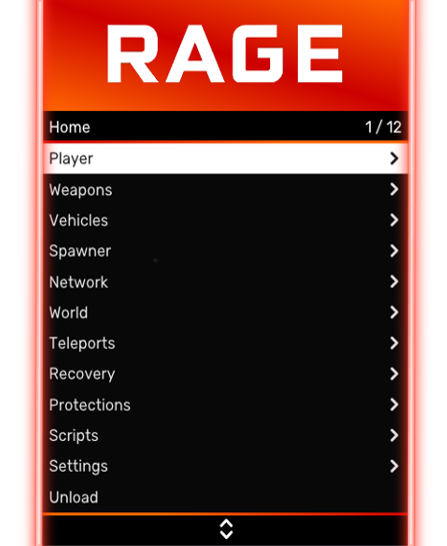 RAGE
Home 1 / 12
Player
Weapons
Vehicles
Spawner
Network
World
Teleports
Recovery
Protections
Scripts
Settings
Unload